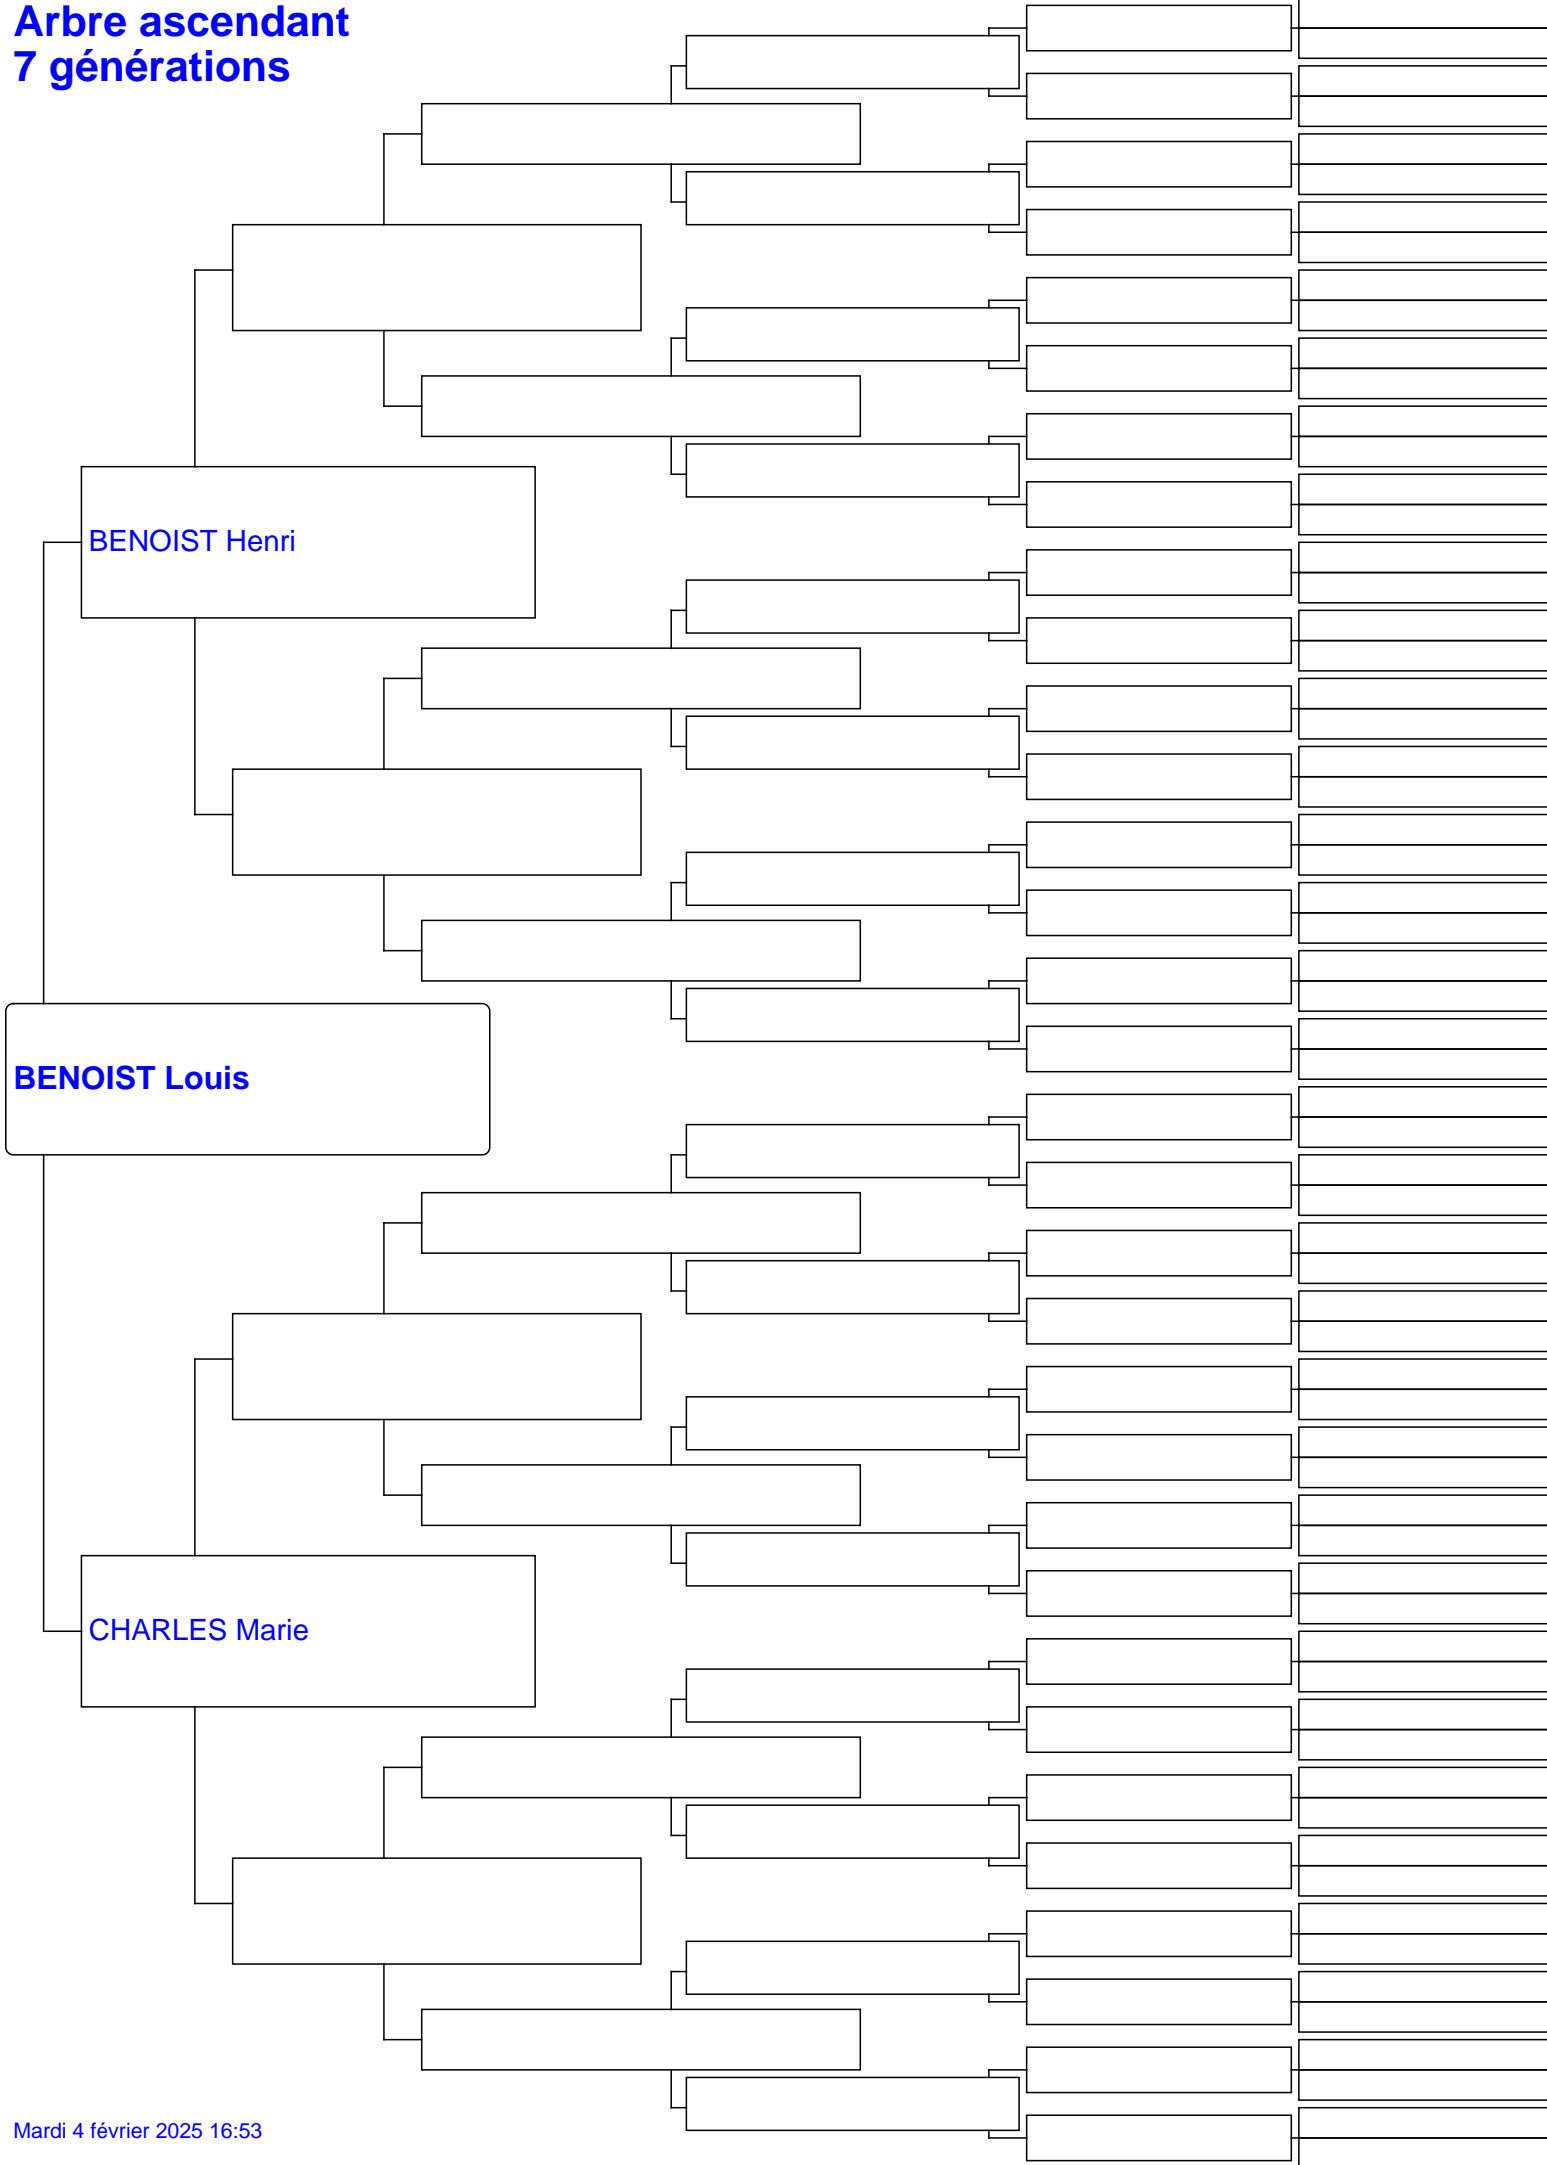 Arbre ascendant
7 générations
BENOIST Henri
BENOIST Louis
CHARLES Marie
Mardi 4 février 2025 16:53